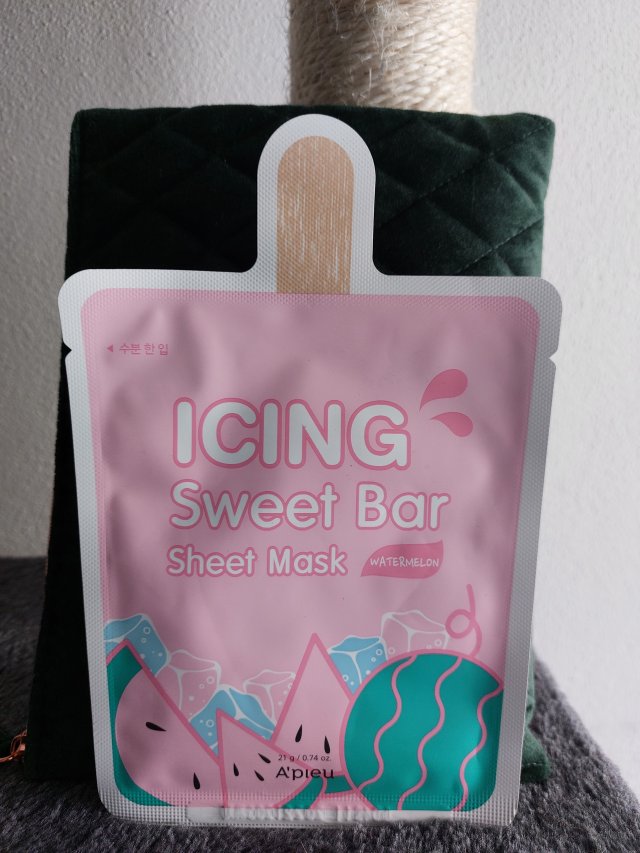 ◀ 수분 한 입
ICING
Sweet Bar
Sheet Mask WATERMELON
21 g / 0.74 oz.
A'PIEU